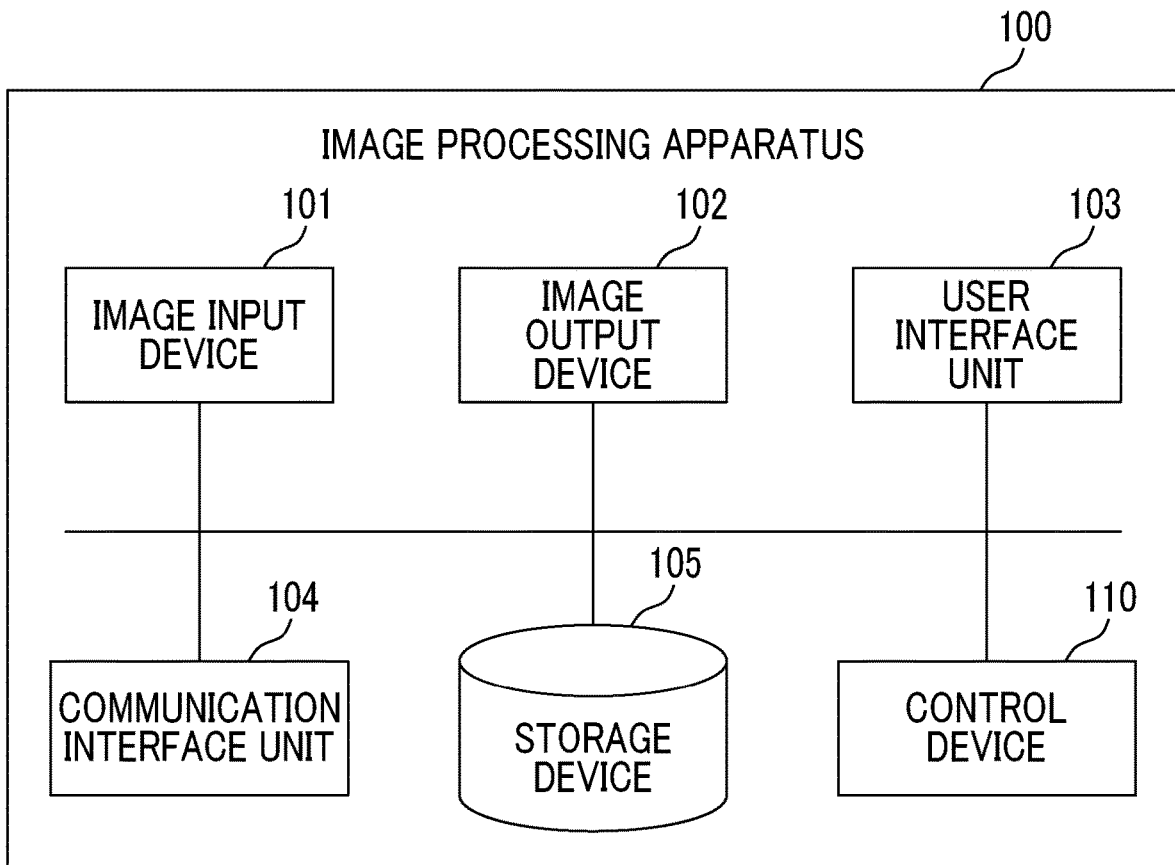 100
IMAGE PROCESSING APPARATUS
101
102
103
IMAGE INPUT
DEVICE
IMAGE
OUTPUT
DEVICE
USER
INTERFACE
UNIT
104
105
110
COMMUNICATION
INTERFACE UNIT
STORAGE
DEVICE
CONTROL
DEVICE